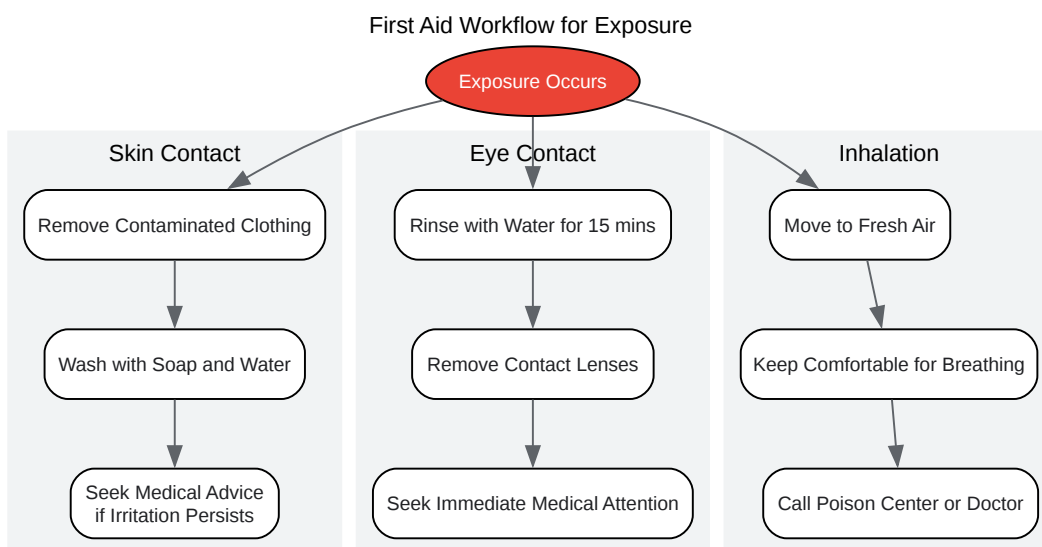 First Aid Workflow for Exposure
Exposure Occurs
Skin Contact
Remove Contaminated Clothing
Wash with Soap and Water
Seek Medical Advice
if Irritation Persists
Eye Contact
Rinse with Water for 15 mins
Remove Contact Lenses
Seek Immediate Medical Attention
Inhalation
Move to Fresh Air
Keep Comfortable for Breathing
Call Poison Center or Doctor